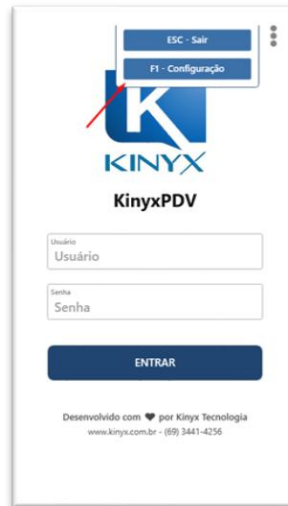 ESC - Sair
F1 - Configuração
KINYX
KinyxPDV
Usuário
Usuário
Senha
Senha
ENTRAR
Desenvolvido com ❤ por Kinyx Tecnologia
www.kinyx.com.br - (69) 3441-4256